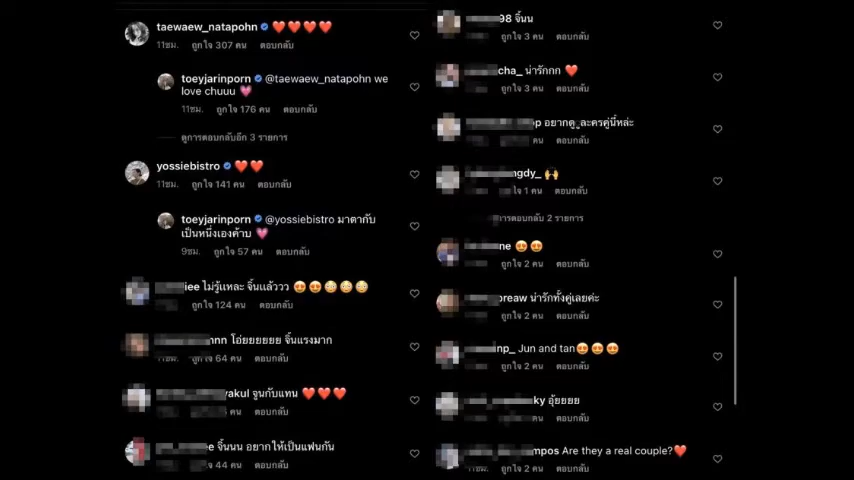 taewaew_natapohn
11ชม. ถูกใจ 307 คน ตอบกลับ
toeyjarinporn @taewaew_natapohn we
love chuuu
11ชม. ถูกใจ 176 คน ตอบกลับ
ดูการตอบกลับอีก 3 รายการ
yossiebistro
11ชม. ถูกใจ 141 คน ตอบกลับ
toeyjarinporn @yossiebistro มาตากับ
เป็นหนึ่งเองค้าบ
9ชม. ถูกใจ 57 คน ตอบกลับ
iee ไม่รู้แหละ จิ้นแล้ววว 😍😍😳😳😳
ถูกใจ 124 คน ตอบกลับ
nnn โอ่ยยยยยย จิ้นแรงมาก
64 คน ตอบกลับ
yakul จูนกับแทน ❤️❤️❤️
คน ตอบกลับ
e จิ้นนน อยากให้เป็นแฟนกัน
44 คน ตอบกลับ
98 จิ้นน
ถูกใจ 3 คน ตอบกลับ
cha_ น่ารักกก ❤️
ถูกใจ 3 คน ตอบกลับ
p อยากดูละครคู่นี้หล่ะ
คน ตอบกลับ
ngdy_ 🙌
ถูกใจ 1 คน ตอบกลับ
การตอบกลับ 2 รายการ
ne 😍😍
ถูกใจ 2 คน ตอบกลับ
oreaw น่ารักทั้งคู่เลยค่ะ
ถูกใจ 2 คน ตอบกลับ
np_ Jun and tan😍😍😍
ถูกใจ 2 คน ตอบกลับ
ky อุ้ยยยย
คน ตอบกลับ
mpos Are they a real couple?❤️
ถูกใจ 2 คน ตอบกลับ